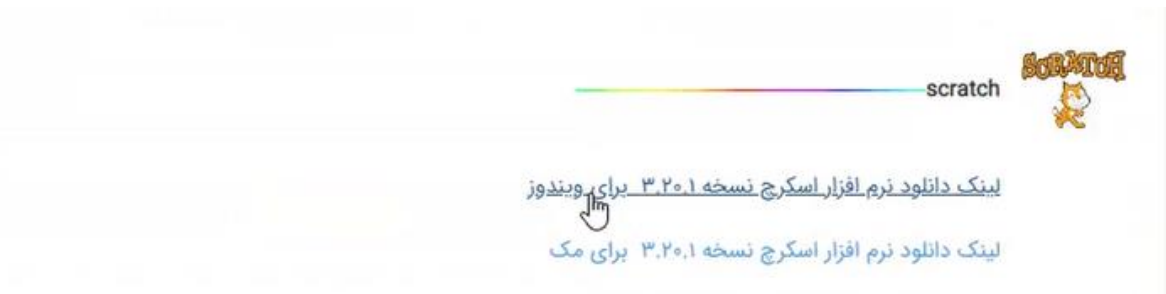 SCRATCH
scratch
لینک دانلود نرم افزار اسکرچ نسخه ۳.۲۰.۱ برای ویندوز
لینک دانلود نرم افزار اسکرچ نسخه ۳.۲۰.۱ برای مک